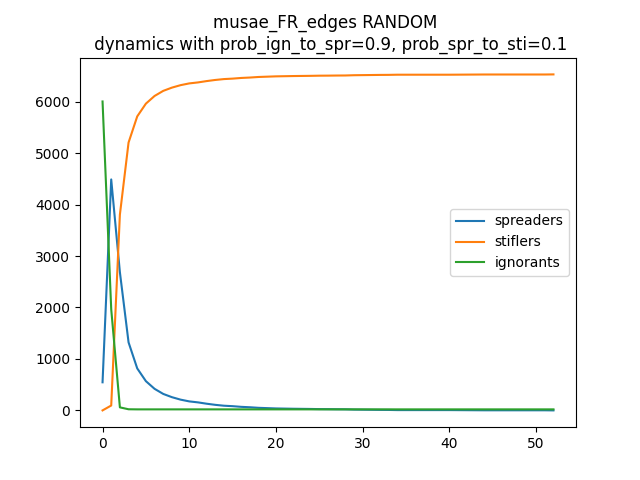 musae_FR_edges RANDOM
dynamics with prob_ign_to_spr=0.9, prob_spr_to_sti=0.1
6000
5000
4000
3000
2000
1000
0
spreaders
stiflers
ignorants
0 10 20 30 40 50